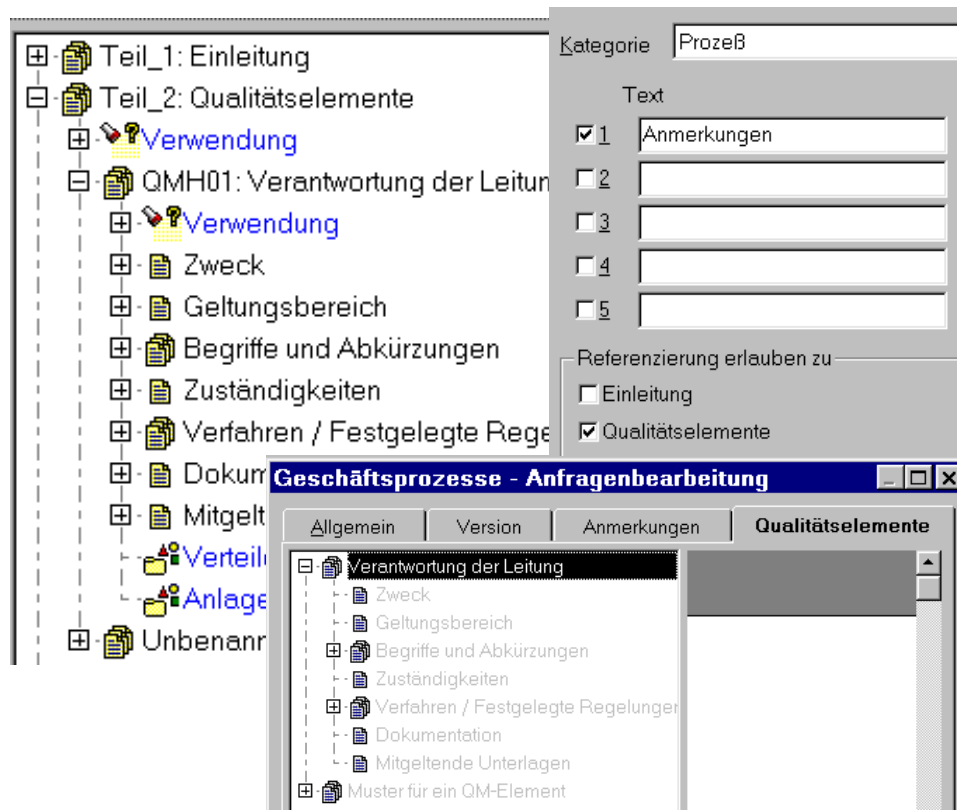 Teil_1: Einleitung
Teil_2: Qualitätselemente
Verwendung
QMH01: Verantwortung der Leitun
Verwendung
Zweck
Geltungsbereich
Begriffe und Abkürzungen
Zuständigkeiten
Verfahren / Festgelegte Rege
Dokum
Mitgelt
Verteile
Anlage
Unbenann
Kategorie Prozeß
Text
1 Anmerkungen
2
3
4
5
Referenzierung erlauben zu
Einleitung
Qualitätselemente
Geschäftsprozesse - Anfragenbearbeitung
Allgemein Version Anmerkungen Qualitätselemente
Verantwortung der Leitung
Zweck
Geltungsbereich
Begriffe und Abkürzungen
Zuständigkeiten
Verfahren / Festgelegte Regelungen
Dokumentation
Mitgeltende Unterlagen
Muster für ein QM-Element